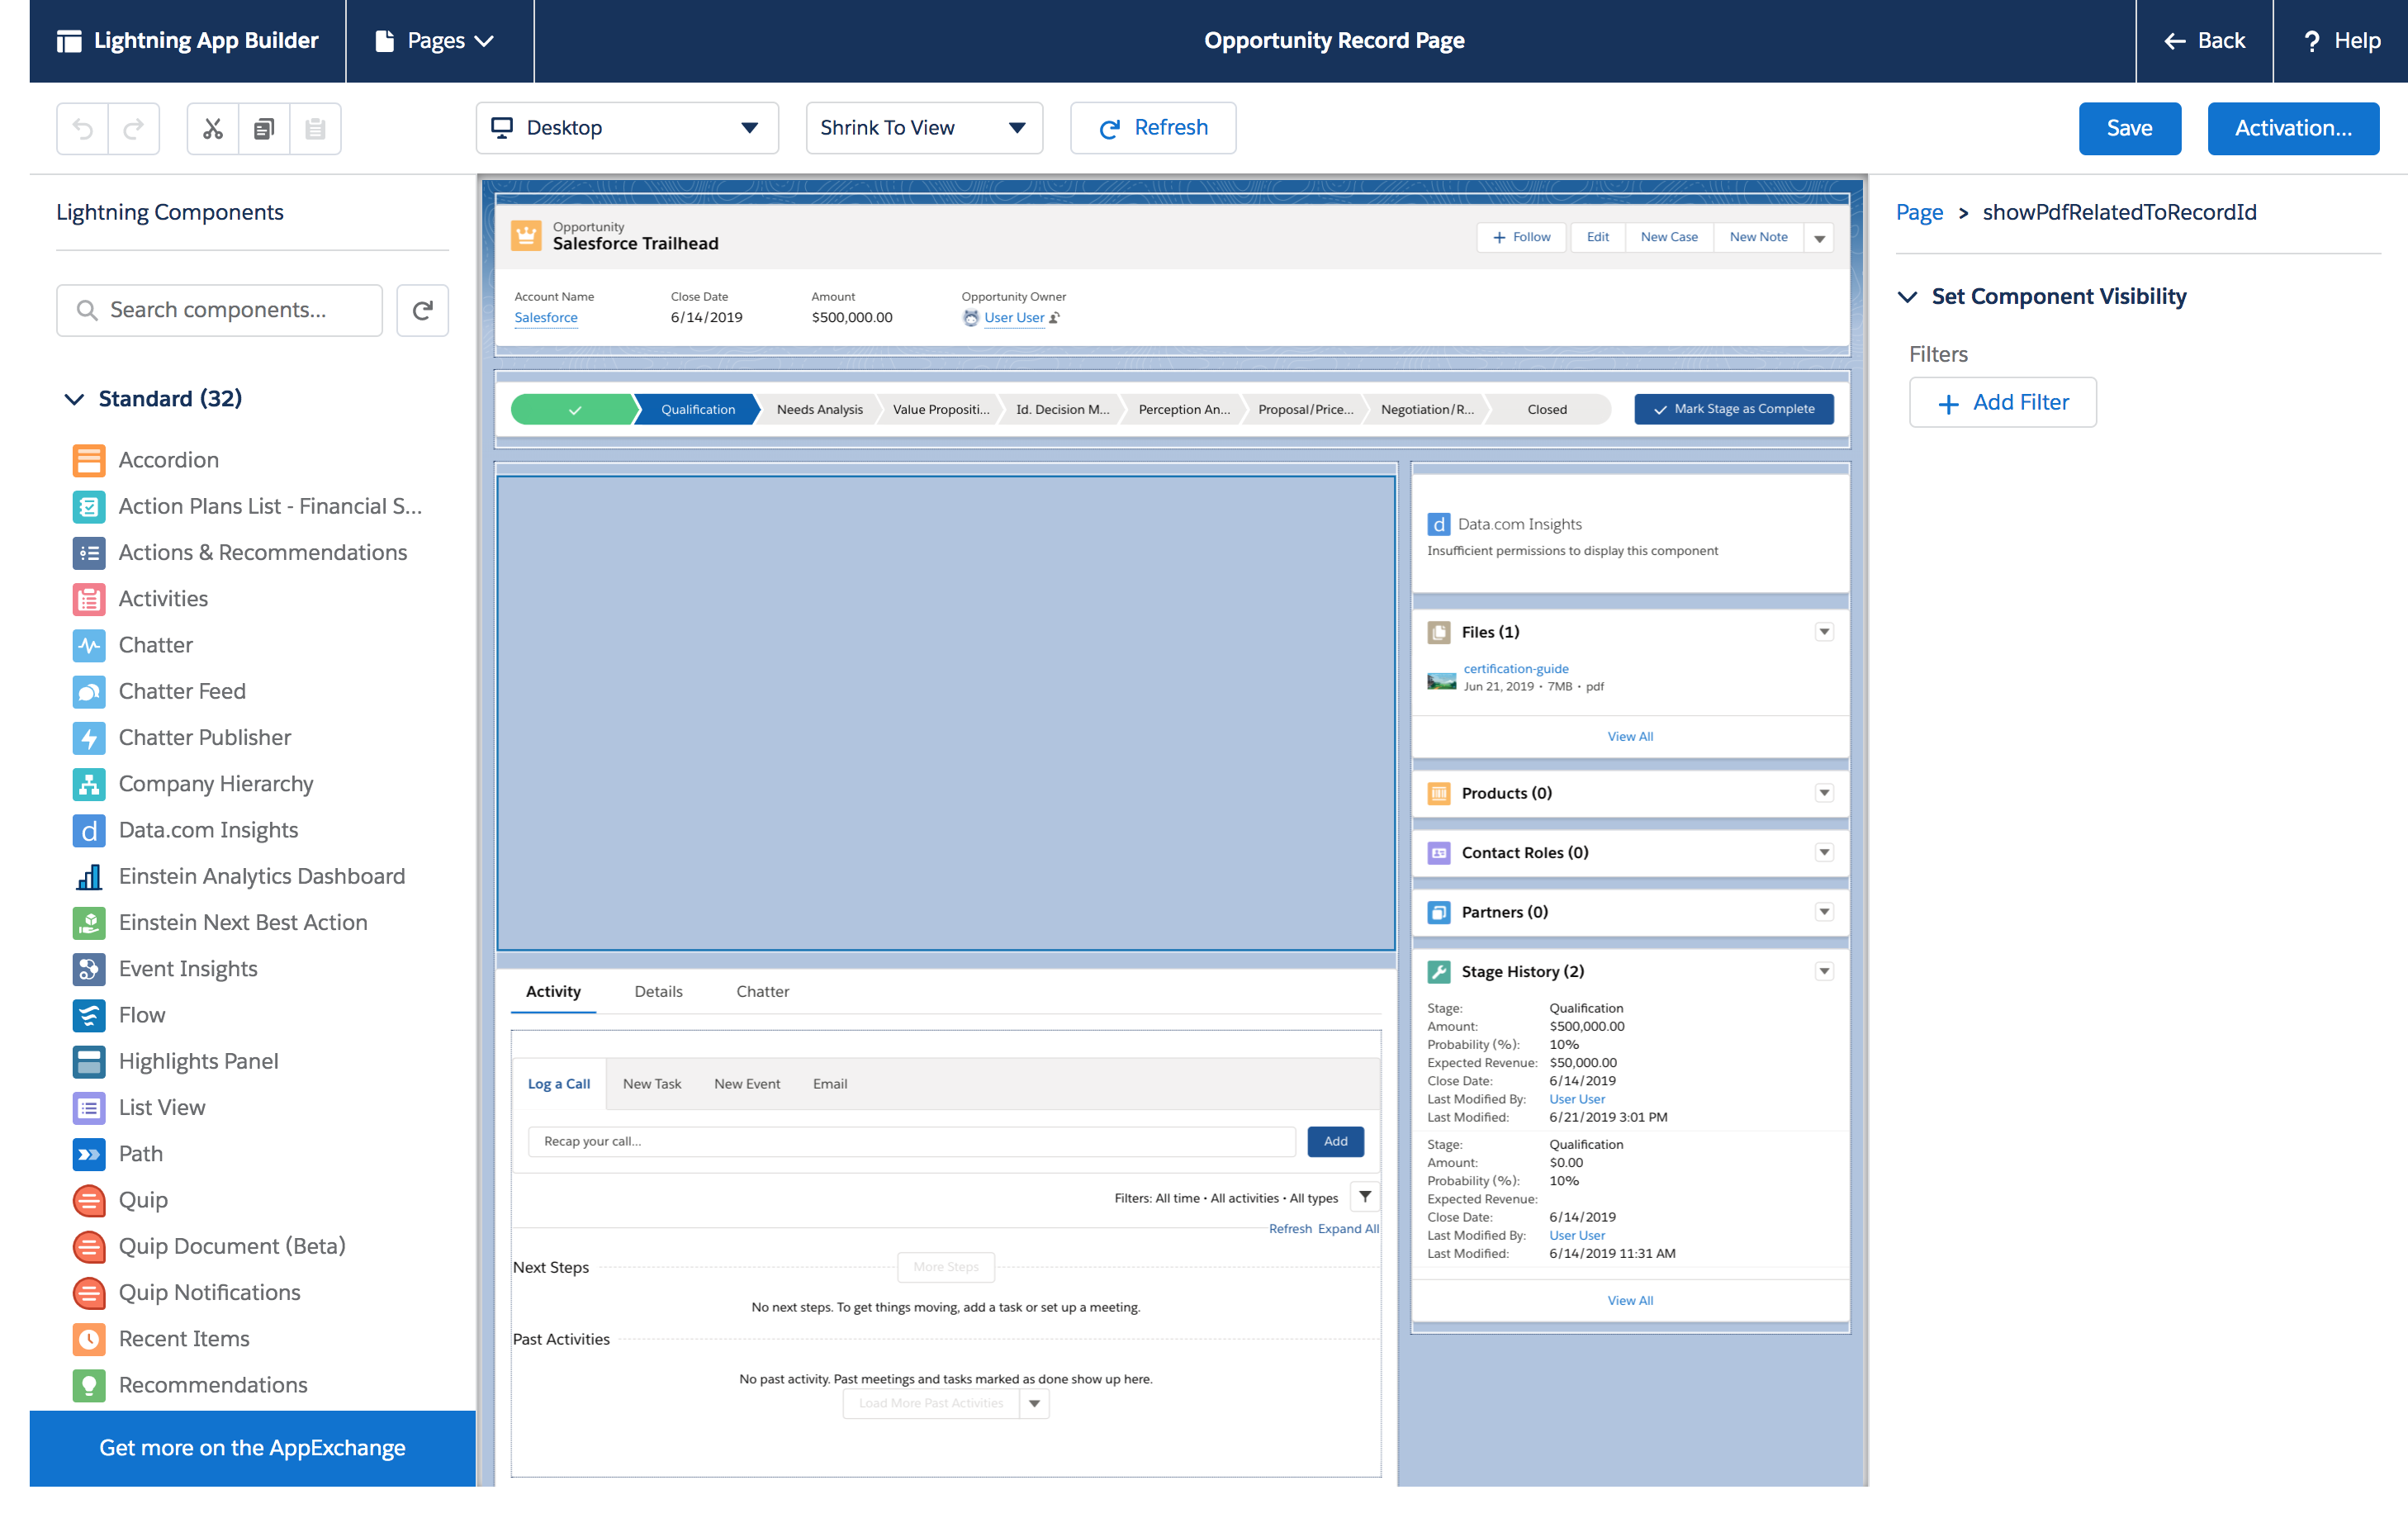 Lightning App Builder
Pages
Opportunity Record Page
Back
? Help
Desktop
Shrink To View
Refresh
Save
Activation...
Lightning Components
Search components...
Standard (32)
Accordion
Action Plans List - Financial S...
Actions & Recommendations
Activities
Chatter
Chatter Feed
Chatter Publisher
Company Hierarchy
d Data.com Insights
Einstein Analytics Dashboard
Einstein Next Best Action
Event Insights
Flow
Highlights Panel
List View
Path
Quip
Quip Document (Beta)
Quip Notifications
Recent Items
Recommendations
Get more on the AppExchange
Opportunity
Salesforce Trailhead
+ Follow
Edit
New Case
New Note
Account Name
Salesforce
Close Date
6/14/2019
Amount
$500,000.00
Opportunity Owner
User User
Qualification
Needs Analysis
Value Propositi...
Id. Decision M...
Perception An...
Proposal/Price...
Negotiation/R...
Closed
Mark Stage as Complete
Activity
Details
Chatter
Log a Call
New Task
New Event
Email
Recap your call...
Add
Filters: All time • All activities • All types
Refresh Expand All
Next Steps
More Steps
No next steps. To get things moving, add a task or set up a meeting.
Past Activities
No past activity. Past meetings and tasks marked as done show up here.
Load More Past Activities
d Data.com Insights
Insufficient permissions to display this component
Files (1)
certification-guide
Jun 21, 2019 • 7MB • pdf
View All
Products (0)
Contact Roles (0)
Partners (0)
Stage History (2)
Stage: Qualification
Amount: $500,000.00
Probability (%): 10%
Expected Revenue: $50,000.00
Close Date: 6/14/2019
Last Modified By: User User
Last Modified: 6/21/2019 3:01 PM
Stage: Qualification
Amount: $0.00
Probability (%): 10%
Expected Revenue:
Close Date: 6/14/2019
Last Modified By: User User
Last Modified: 6/14/2019 11:31 AM
View All
Page > showPdfRelatedToRecordId
Set Component Visibility
Filters
+ Add Filter